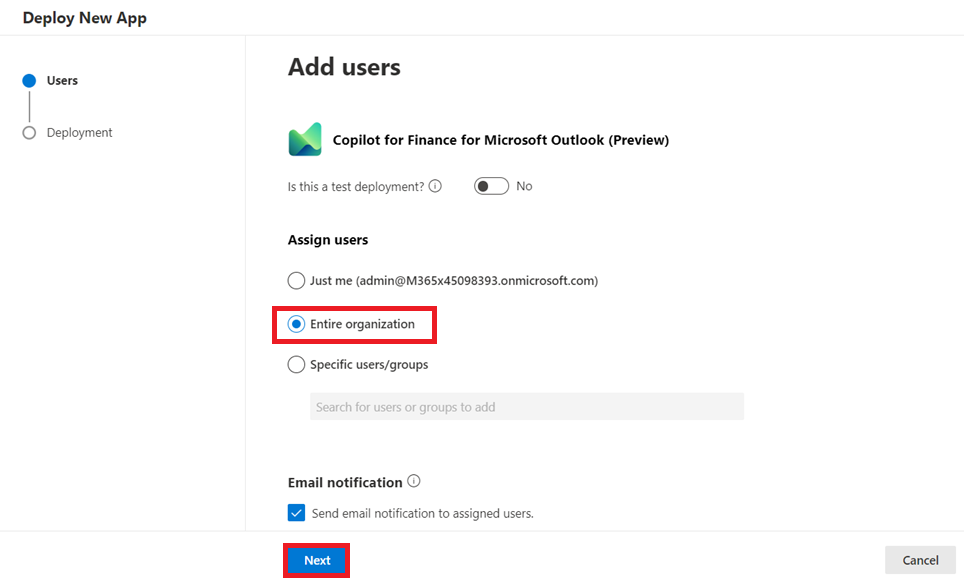 Deploy New App
Users
Deployment
Add users
Copilot for Finance for Microsoft Outlook (Preview)
Is this a test deployment?
No
Assign users
Just me (admin@M365x45098393.onmicrosoft.com)
Entire organization
Specific users/groups
Search for users or groups to add
Email notification
Send email notification to assigned users.
Next
Cancel